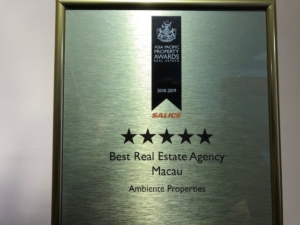 ASIA PACIFIC
PROPERTY
AWARDS
REAL ESTATE
2018-2019
SALICE
Best Real Estate Agency
Macau
Ambiente Properties